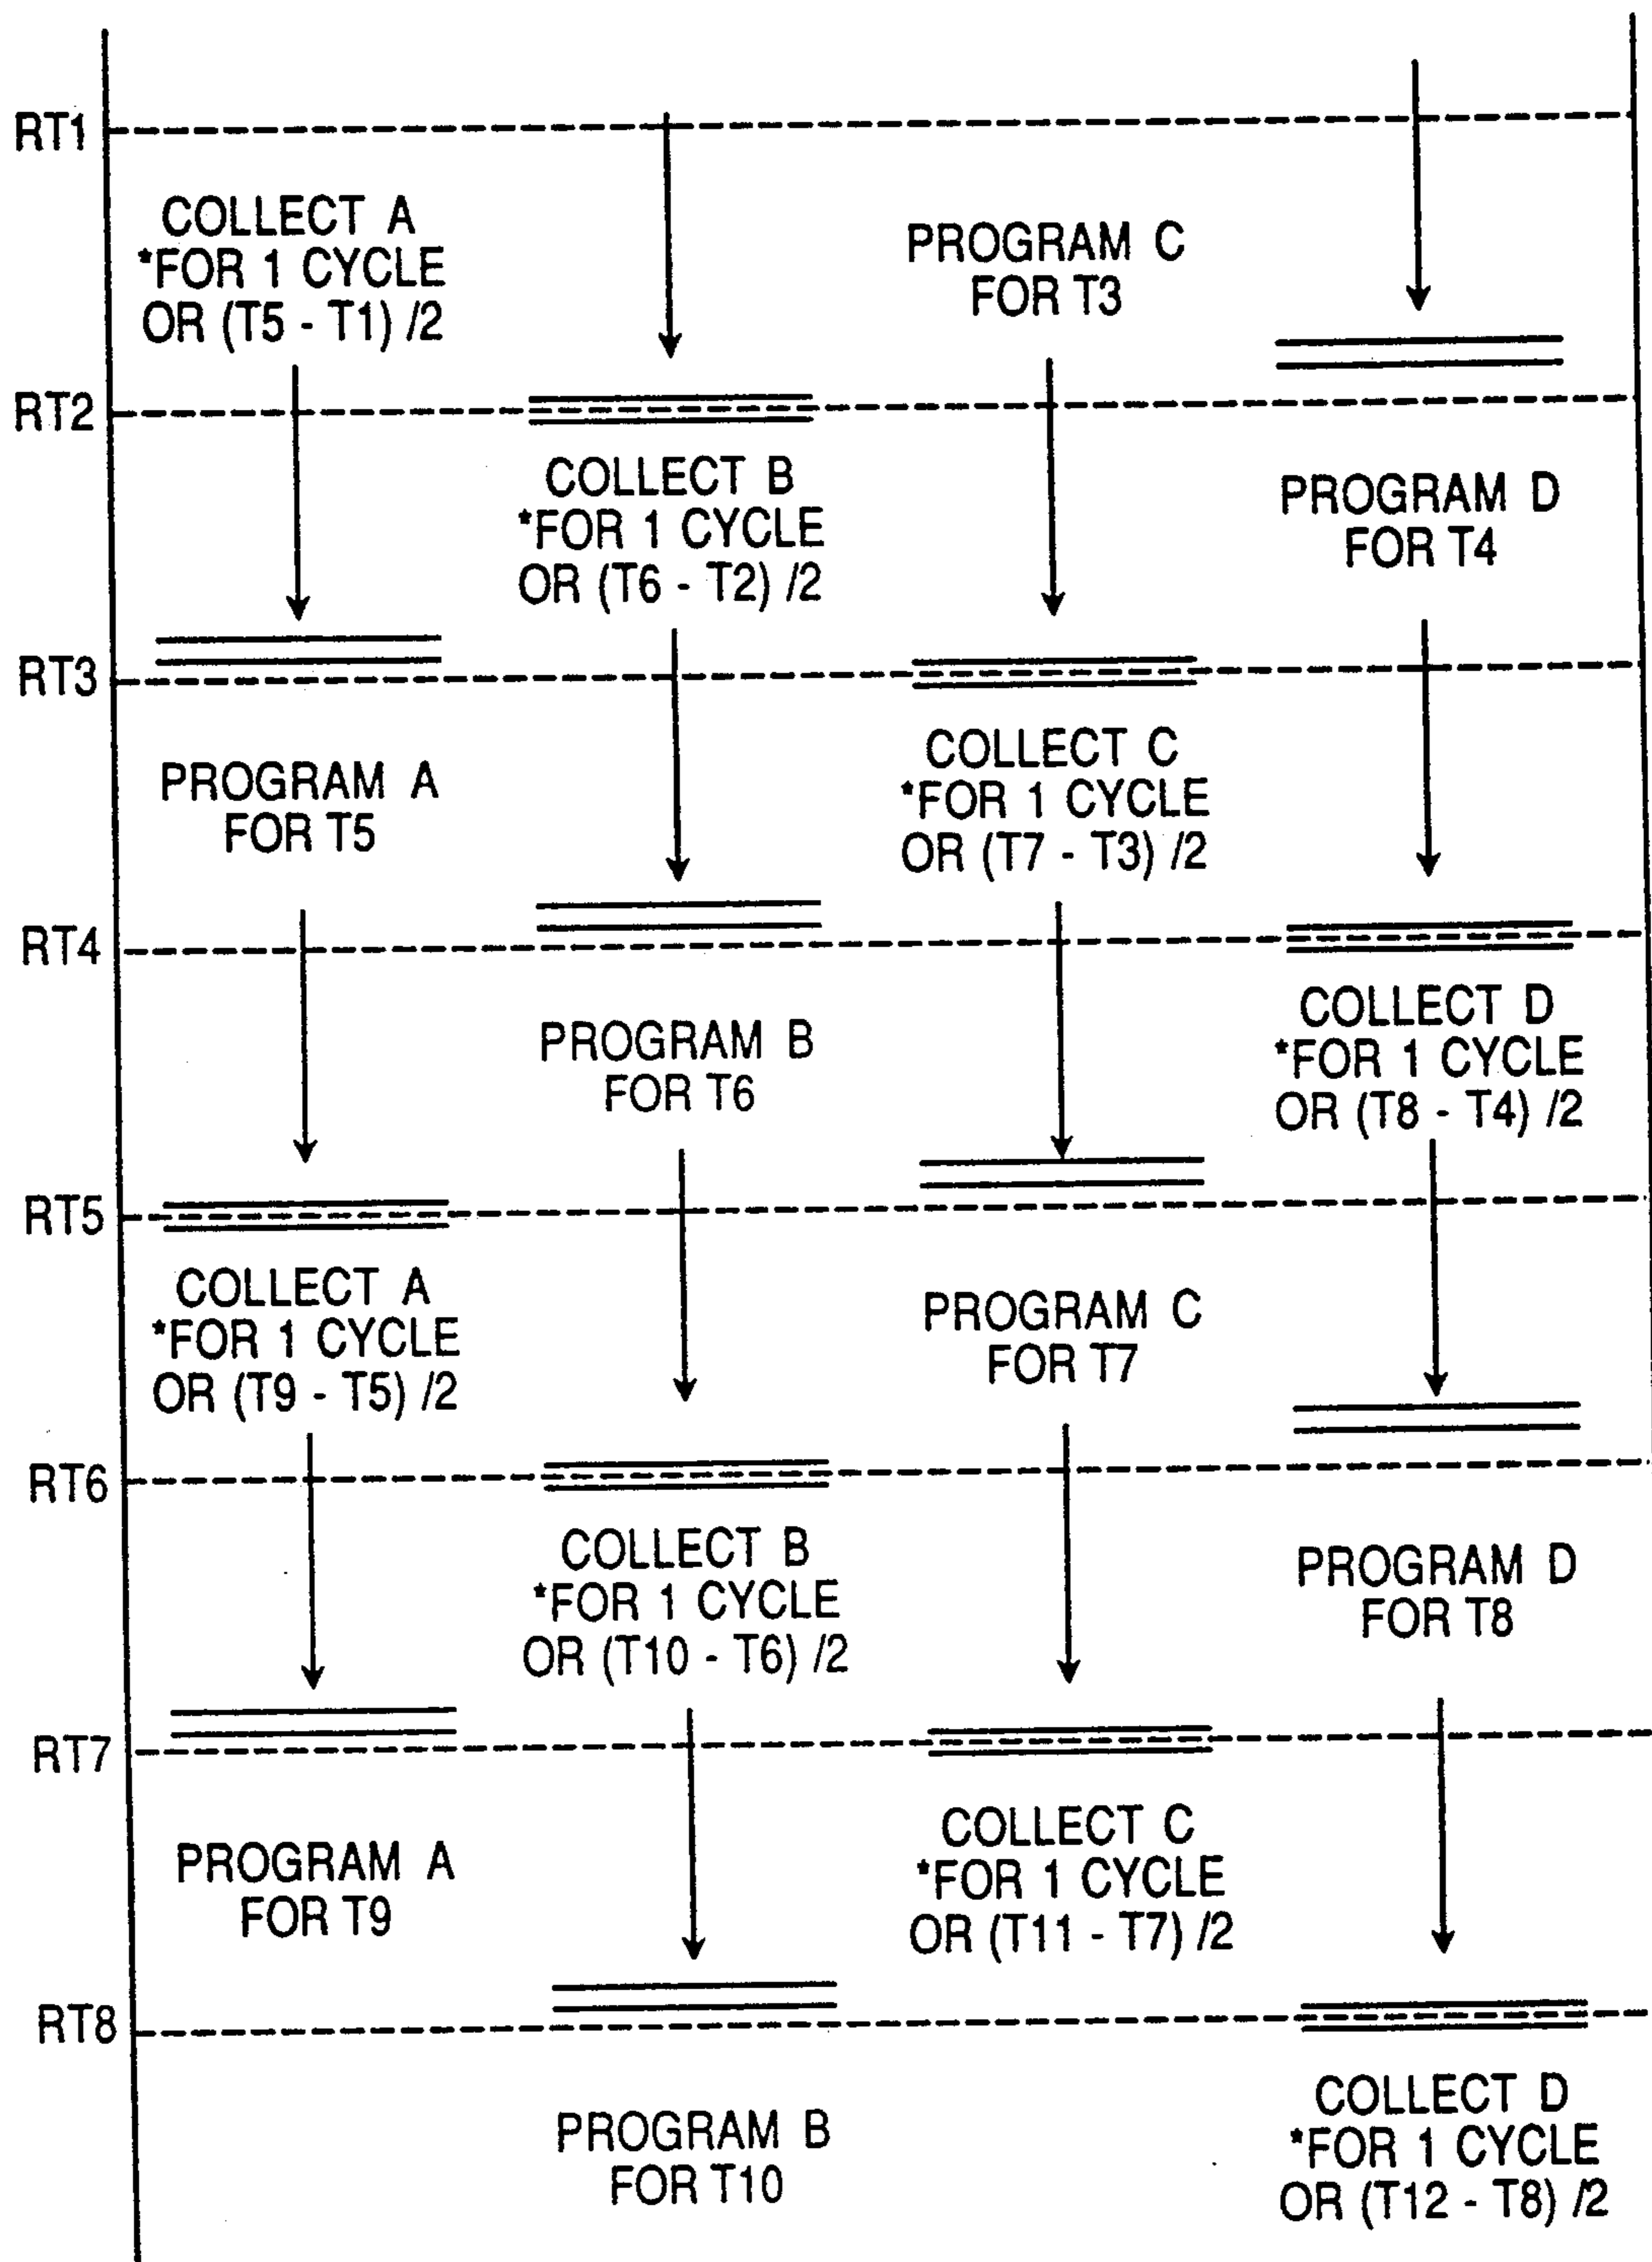 RT1
COLLECT A
*FOR 1 CYCLE
OR (T5 - T1) /2
PROGRAM C
FOR T3
RT2
COLLECT B
*FOR 1 CYCLE
OR (T6 - T2) /2
PROGRAM D
FOR T4
RT3
PROGRAM A
FOR T5
COLLECT C
*FOR 1 CYCLE
OR (T7 - T3) /2
RT4
PROGRAM B
FOR T6
COLLECT D
*FOR 1 CYCLE
OR (T8 - T4) /2
RT5
COLLECT A
*FOR 1 CYCLE
OR (T9 - T5) /2
PROGRAM C
FOR T7
RT6
COLLECT B
*FOR 1 CYCLE
OR (T10 - T6) /2
PROGRAM D
FOR T8
RT7
PROGRAM A
FOR T9
COLLECT C
*FOR 1 CYCLE
OR (T11 - T7) /2
RT8
PROGRAM B
FOR T10
COLLECT D
*FOR 1 CYCLE
OR (T12 - T8) /2